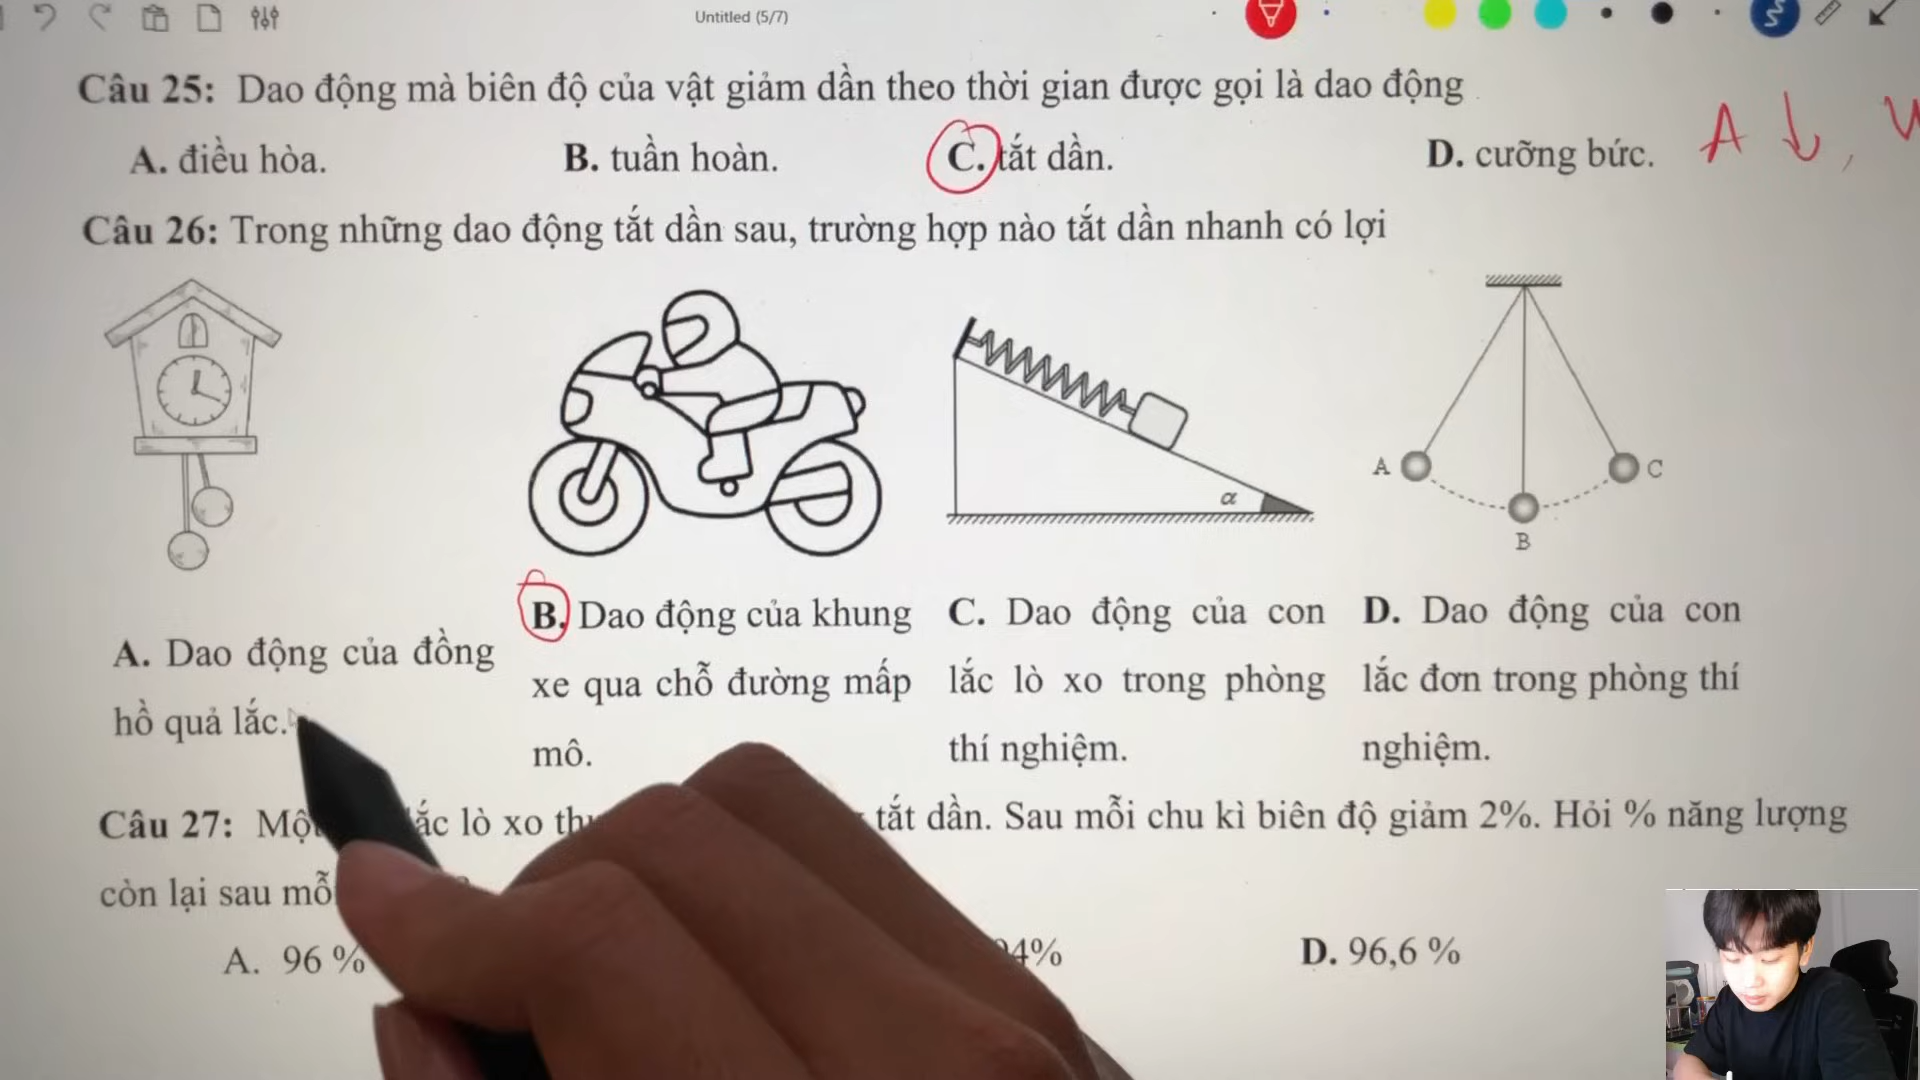 Untitled (5/7)
Câu 25: Dao động mà biên độ của vật giảm dần theo thời gian được gọi là dao động
A. điều hòa. B. tuần hoàn. C. tắt dần. D. cưỡng bức. A ↓,
Câu 26: Trong những dao động tắt dần sau, trường hợp nào tắt dần nhanh có lợi
α
A
C
B
A. Dao động của đồng
hồ quả lắc.
B. Dao động của khung
xe qua chỗ đường mấp
mô.
C. Dao động của con
lắc lò xo trong phòng
thí nghiệm.
D. Dao động của con
lắc đơn trong phòng thí
nghiệm.
Câu 27: lò xo tắt dần. Sau mỗi chu kì biên độ giảm 2%. Hỏi % năng lượng
còn lại sau
A. 96 % 4% D. 96,6 %